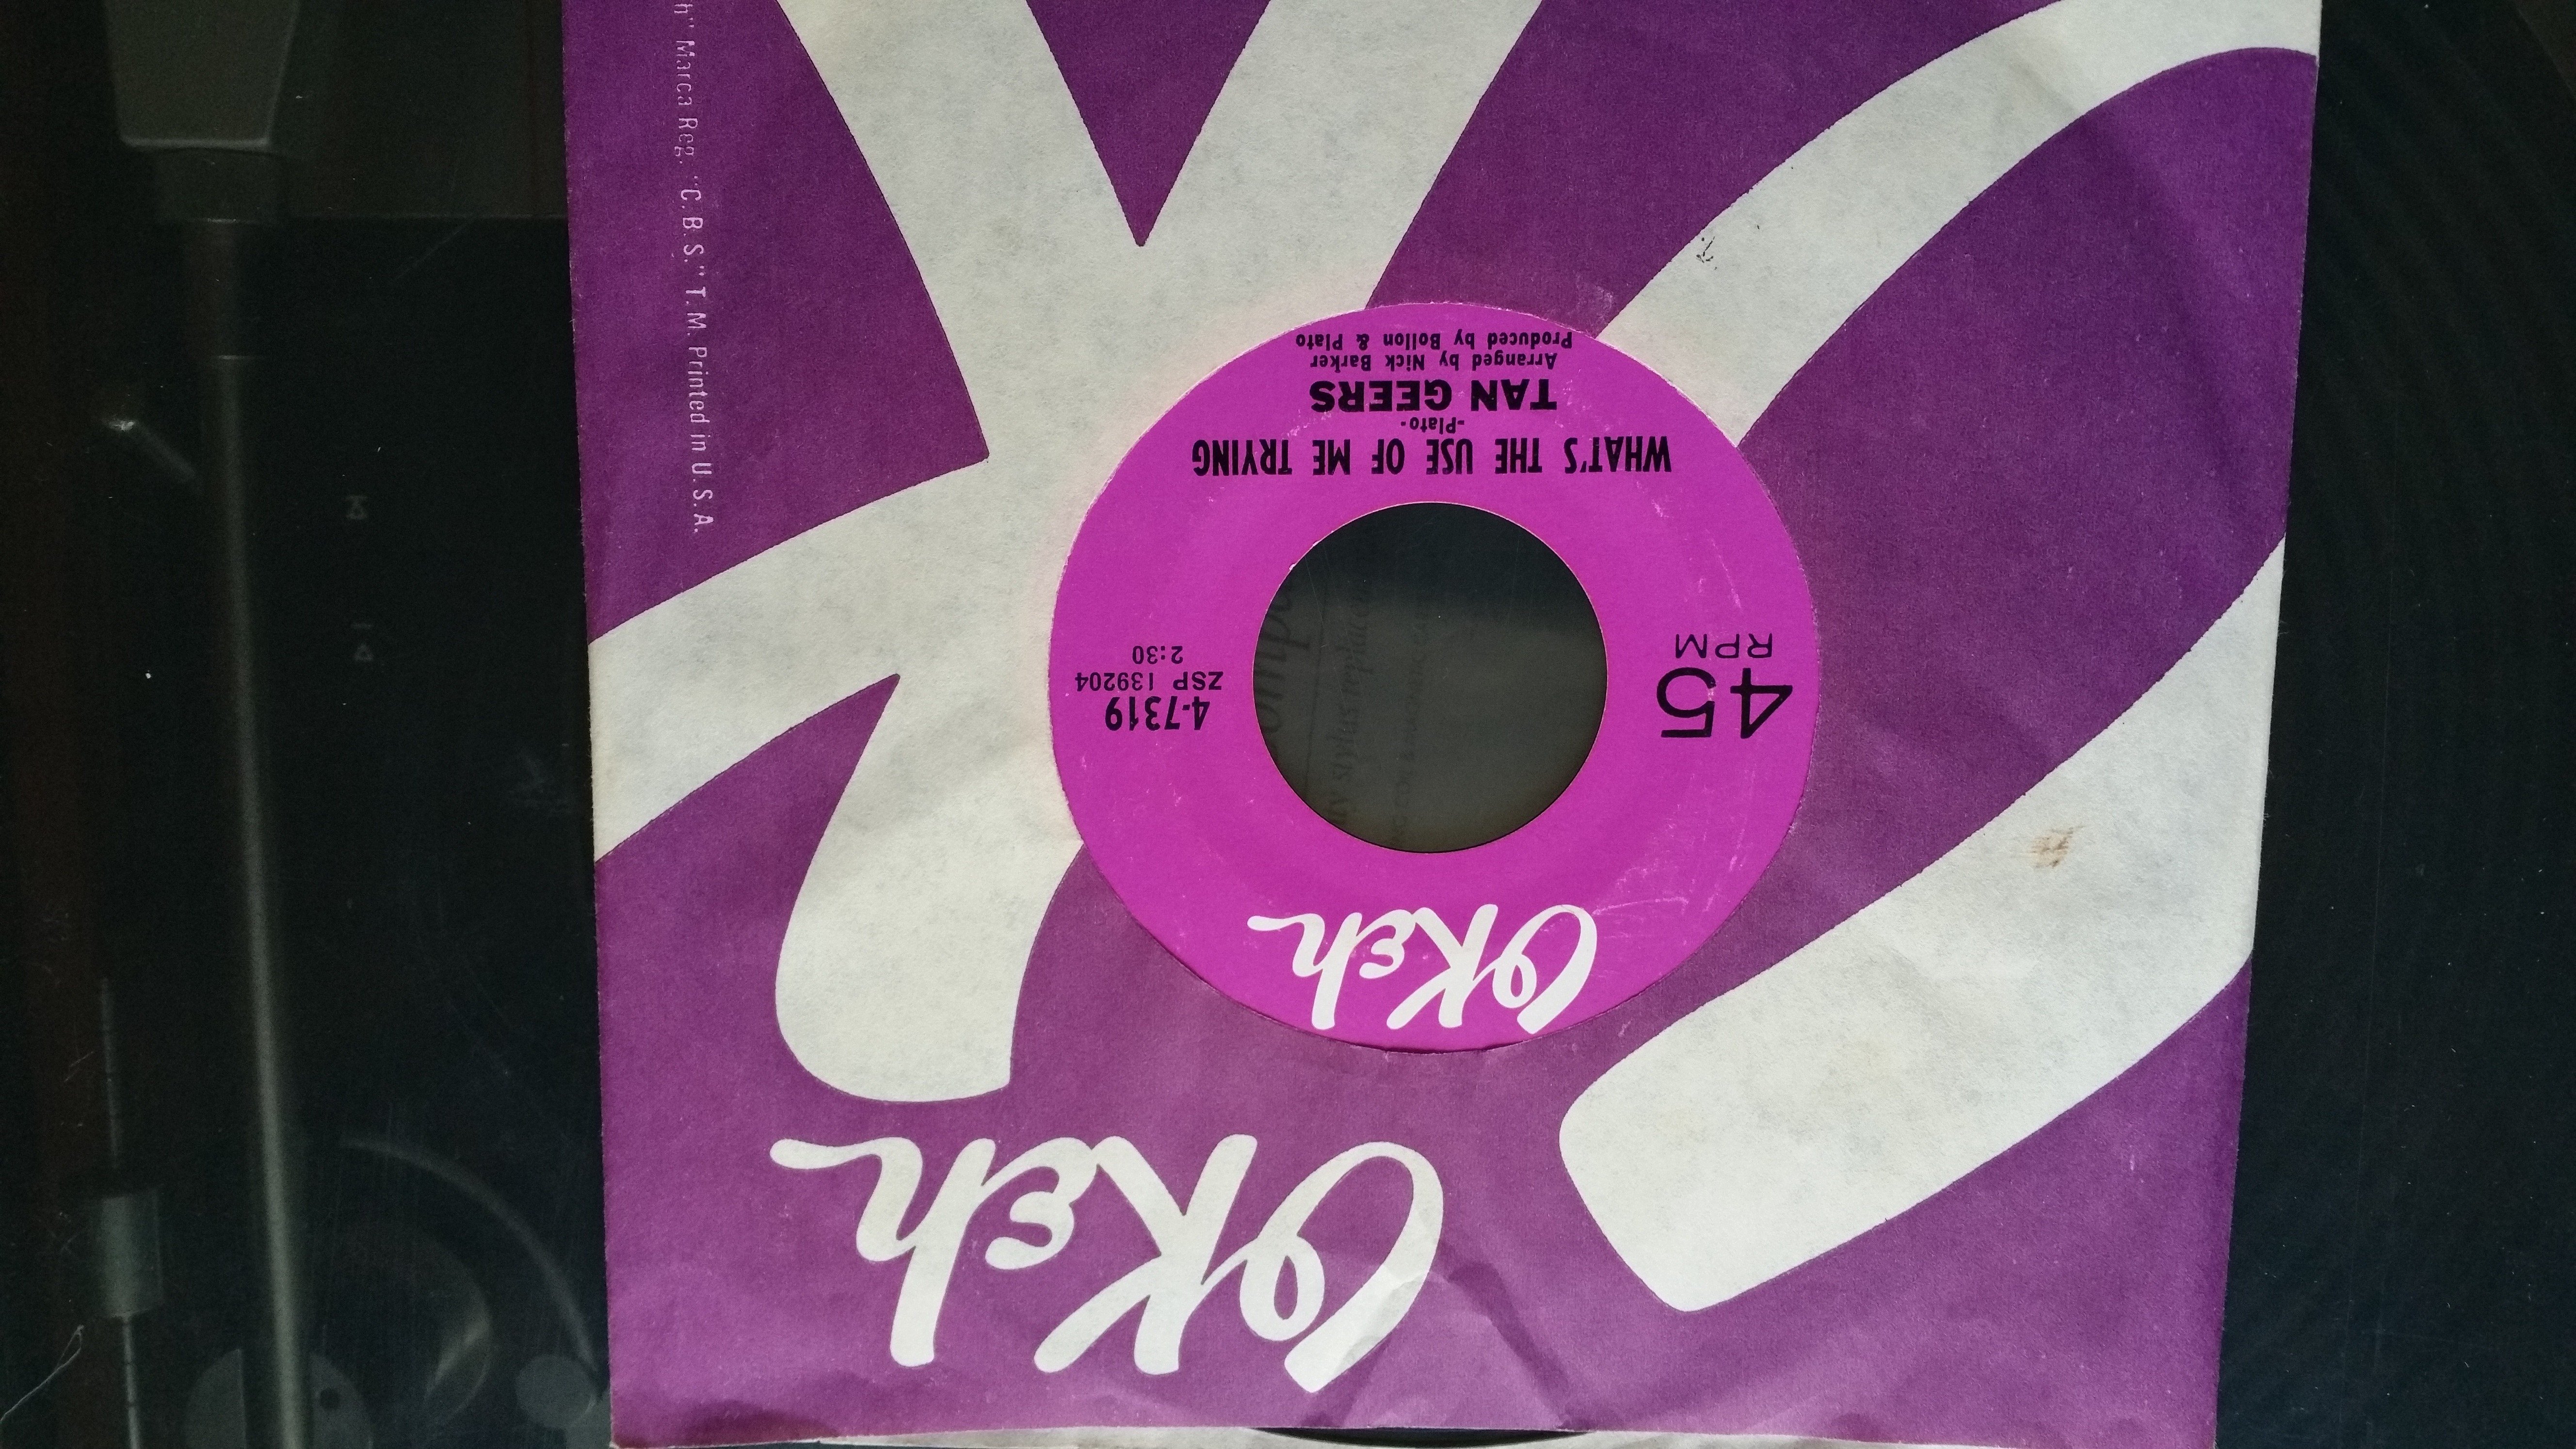 OKeh
45
RPM
4-7319
ZSP 139204
2:30
WHAT'S THE USE OF ME TRYING
-Plato-
TAN GEERS
Arranged by Nick Barker
Produced by Bollon & Plato
OKeh
Marca Reg. "C.B.S." T.M. Printed in U.S.A.